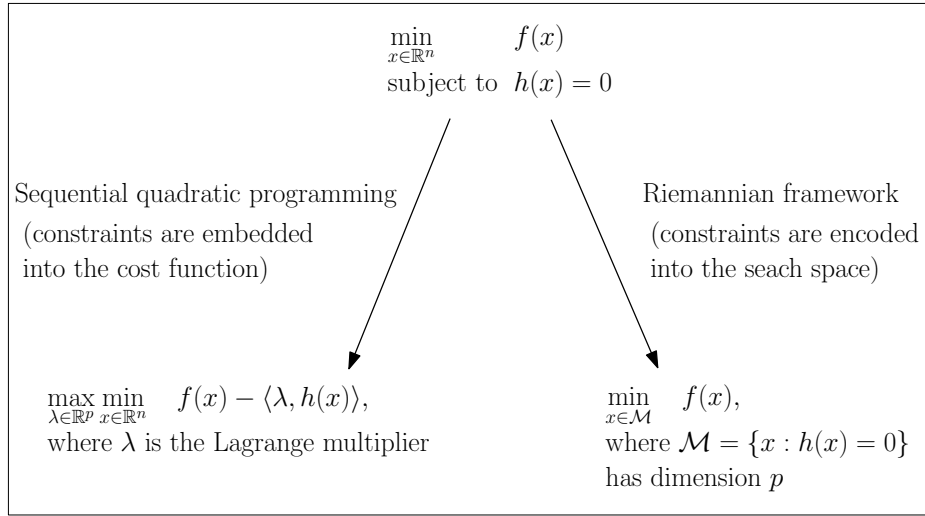 min x∈ℝⁿ f(x)
subject to h(x) = 0
Sequential quadratic programming
(constraints are embedded
into the cost function)
Riemannian framework
(constraints are encoded
into the seach space)
max λ∈ℝᵖ min x∈ℝⁿ f(x) − ⟨λ, h(x)⟩,
where λ is the Lagrange multiplier
min x∈ℳ f(x),
where ℳ = {x : h(x) = 0}
has dimension p